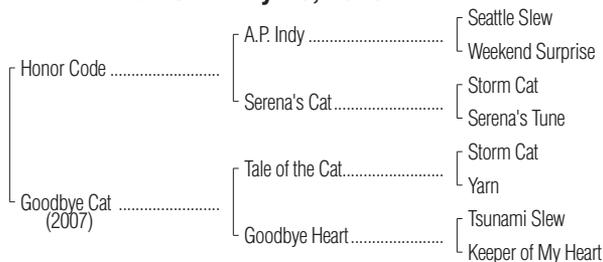 Seattle Slew
A.P. Indy
Weekend Surprise
Honor Code
Storm Cat
Serena's Cat
Serena's Tune
Storm Cat
Tale of the Cat
Yarn
Goodbye Cat
(2007)
Tsunami Slew
Goodbye Heart
Keeper of My Heart